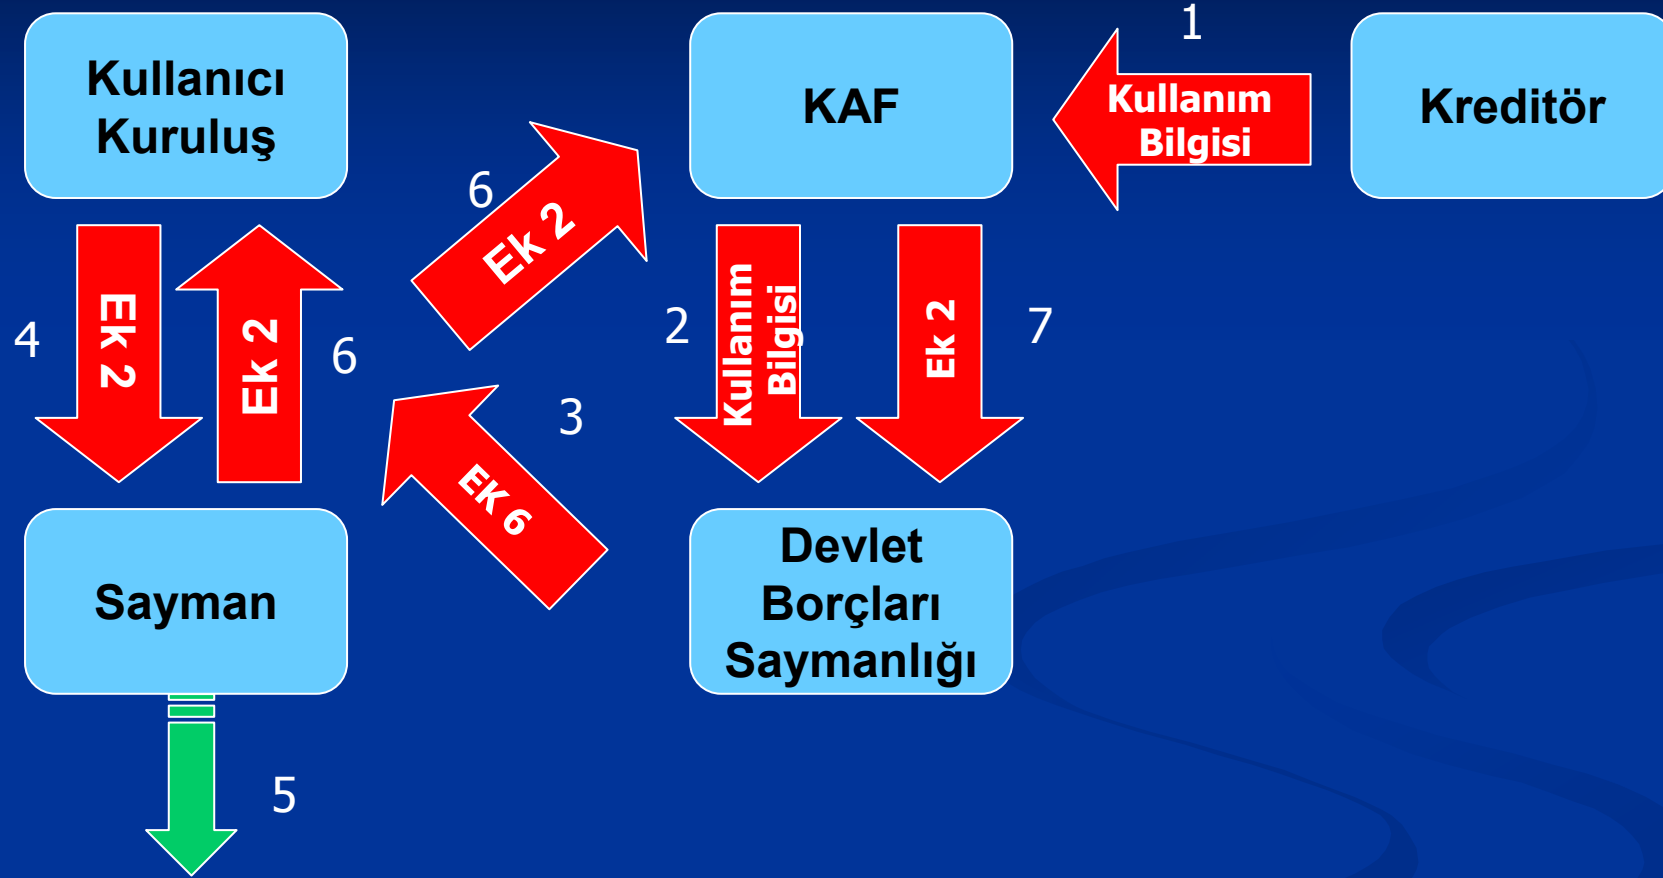 1
Kullanıcı
Kuruluş
KAF
Kullanım
Bilgisi
Kreditör
6
Ek 2
4
Ek 2
Ek 2
6
2
Kullanım
Bilgisi
Ek 2
7
3
EK 6
Sayman
Devlet
Borçları
Saymanlığı
5